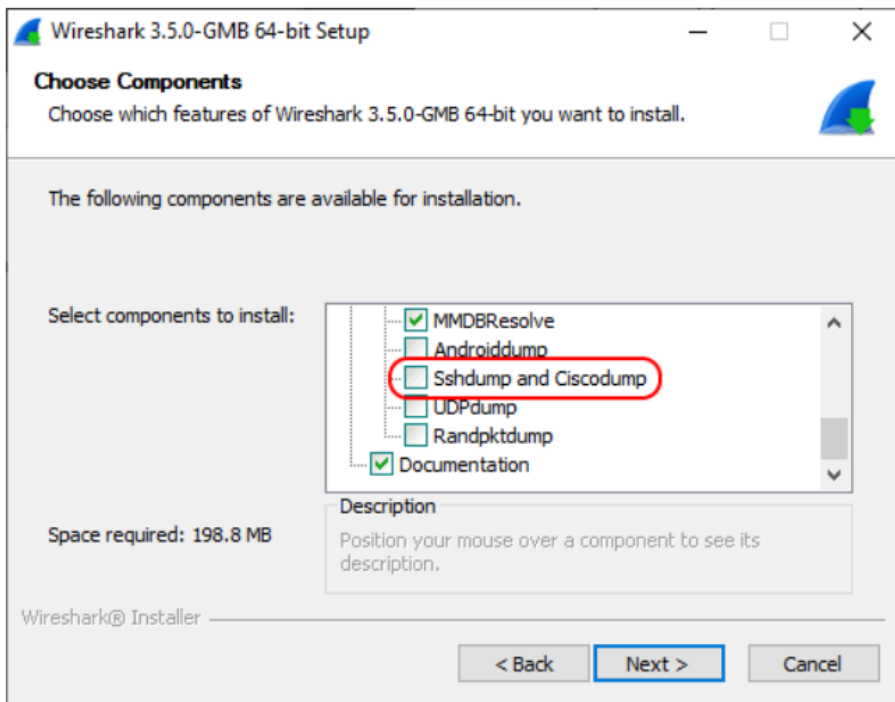 Wireshark 3.5.0-GMB 64-bit Setup
Choose Components
Choose which features of Wireshark 3.5.0-GMB 64-bit you want to install.
The following components are available for installation.
Select components to install:
MMDBResolve
Androiddump
Sshdump and Ciscodump
UDPdump
Randpktdump
Documentation
Space required: 198.8 MB
Description
Position your mouse over a component to see its
description.
Wireshark® Installer
< Back
Next >
Cancel